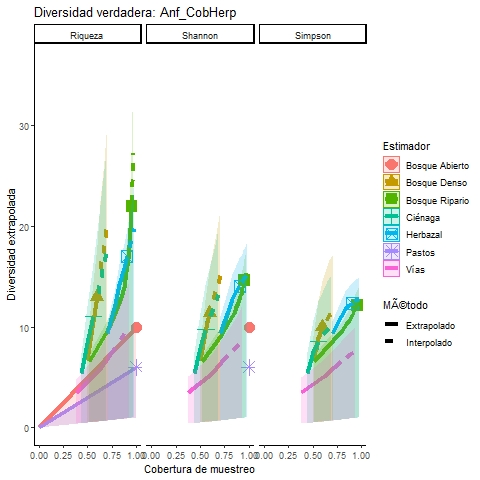 Diversidad verdadera: Anf_CobHerp
Riqueza
Shannon
Simpson
30
20
10
0
0.00 0.25 0.50 0.75 1.00
0.00 0.25 0.50 0.75 1.00
0.00 0.25 0.50 0.75 1.00
Cobertura de muestreo
Diversidad extrapolada
Estimador
Bosque Abierto
Bosque Denso
Bosque Ripario
Ciénaga
Herbazal
Pastos
Vías
MÃ©todo
Extrapolado
Interpolado